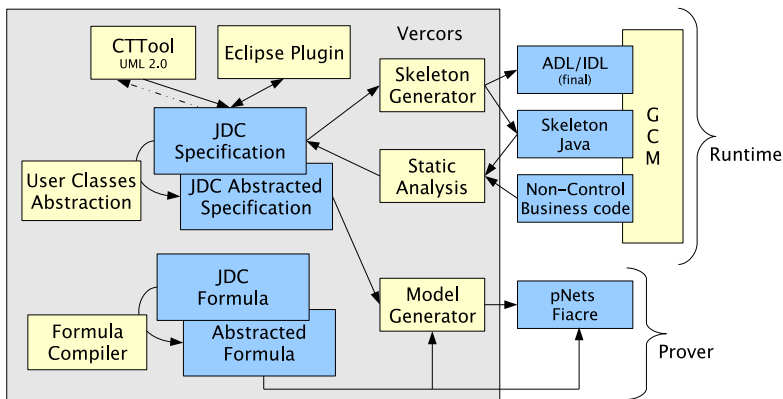 CTTool
UML 2.0
Eclipse Plugin
Vercors
Skeleton
Generator
ADL/IDL
(final)
JDC
Specification
Skeleton
Java
G
C
M
Runtime
User Classes
Abstraction
JDC Abstracted
Specification
Static
Analysis
Non-Control
Business code
JDC
Formula
Formula
Compiler
Abstracted
Formula
Model
Generator
pNets
Fiacre
Prover